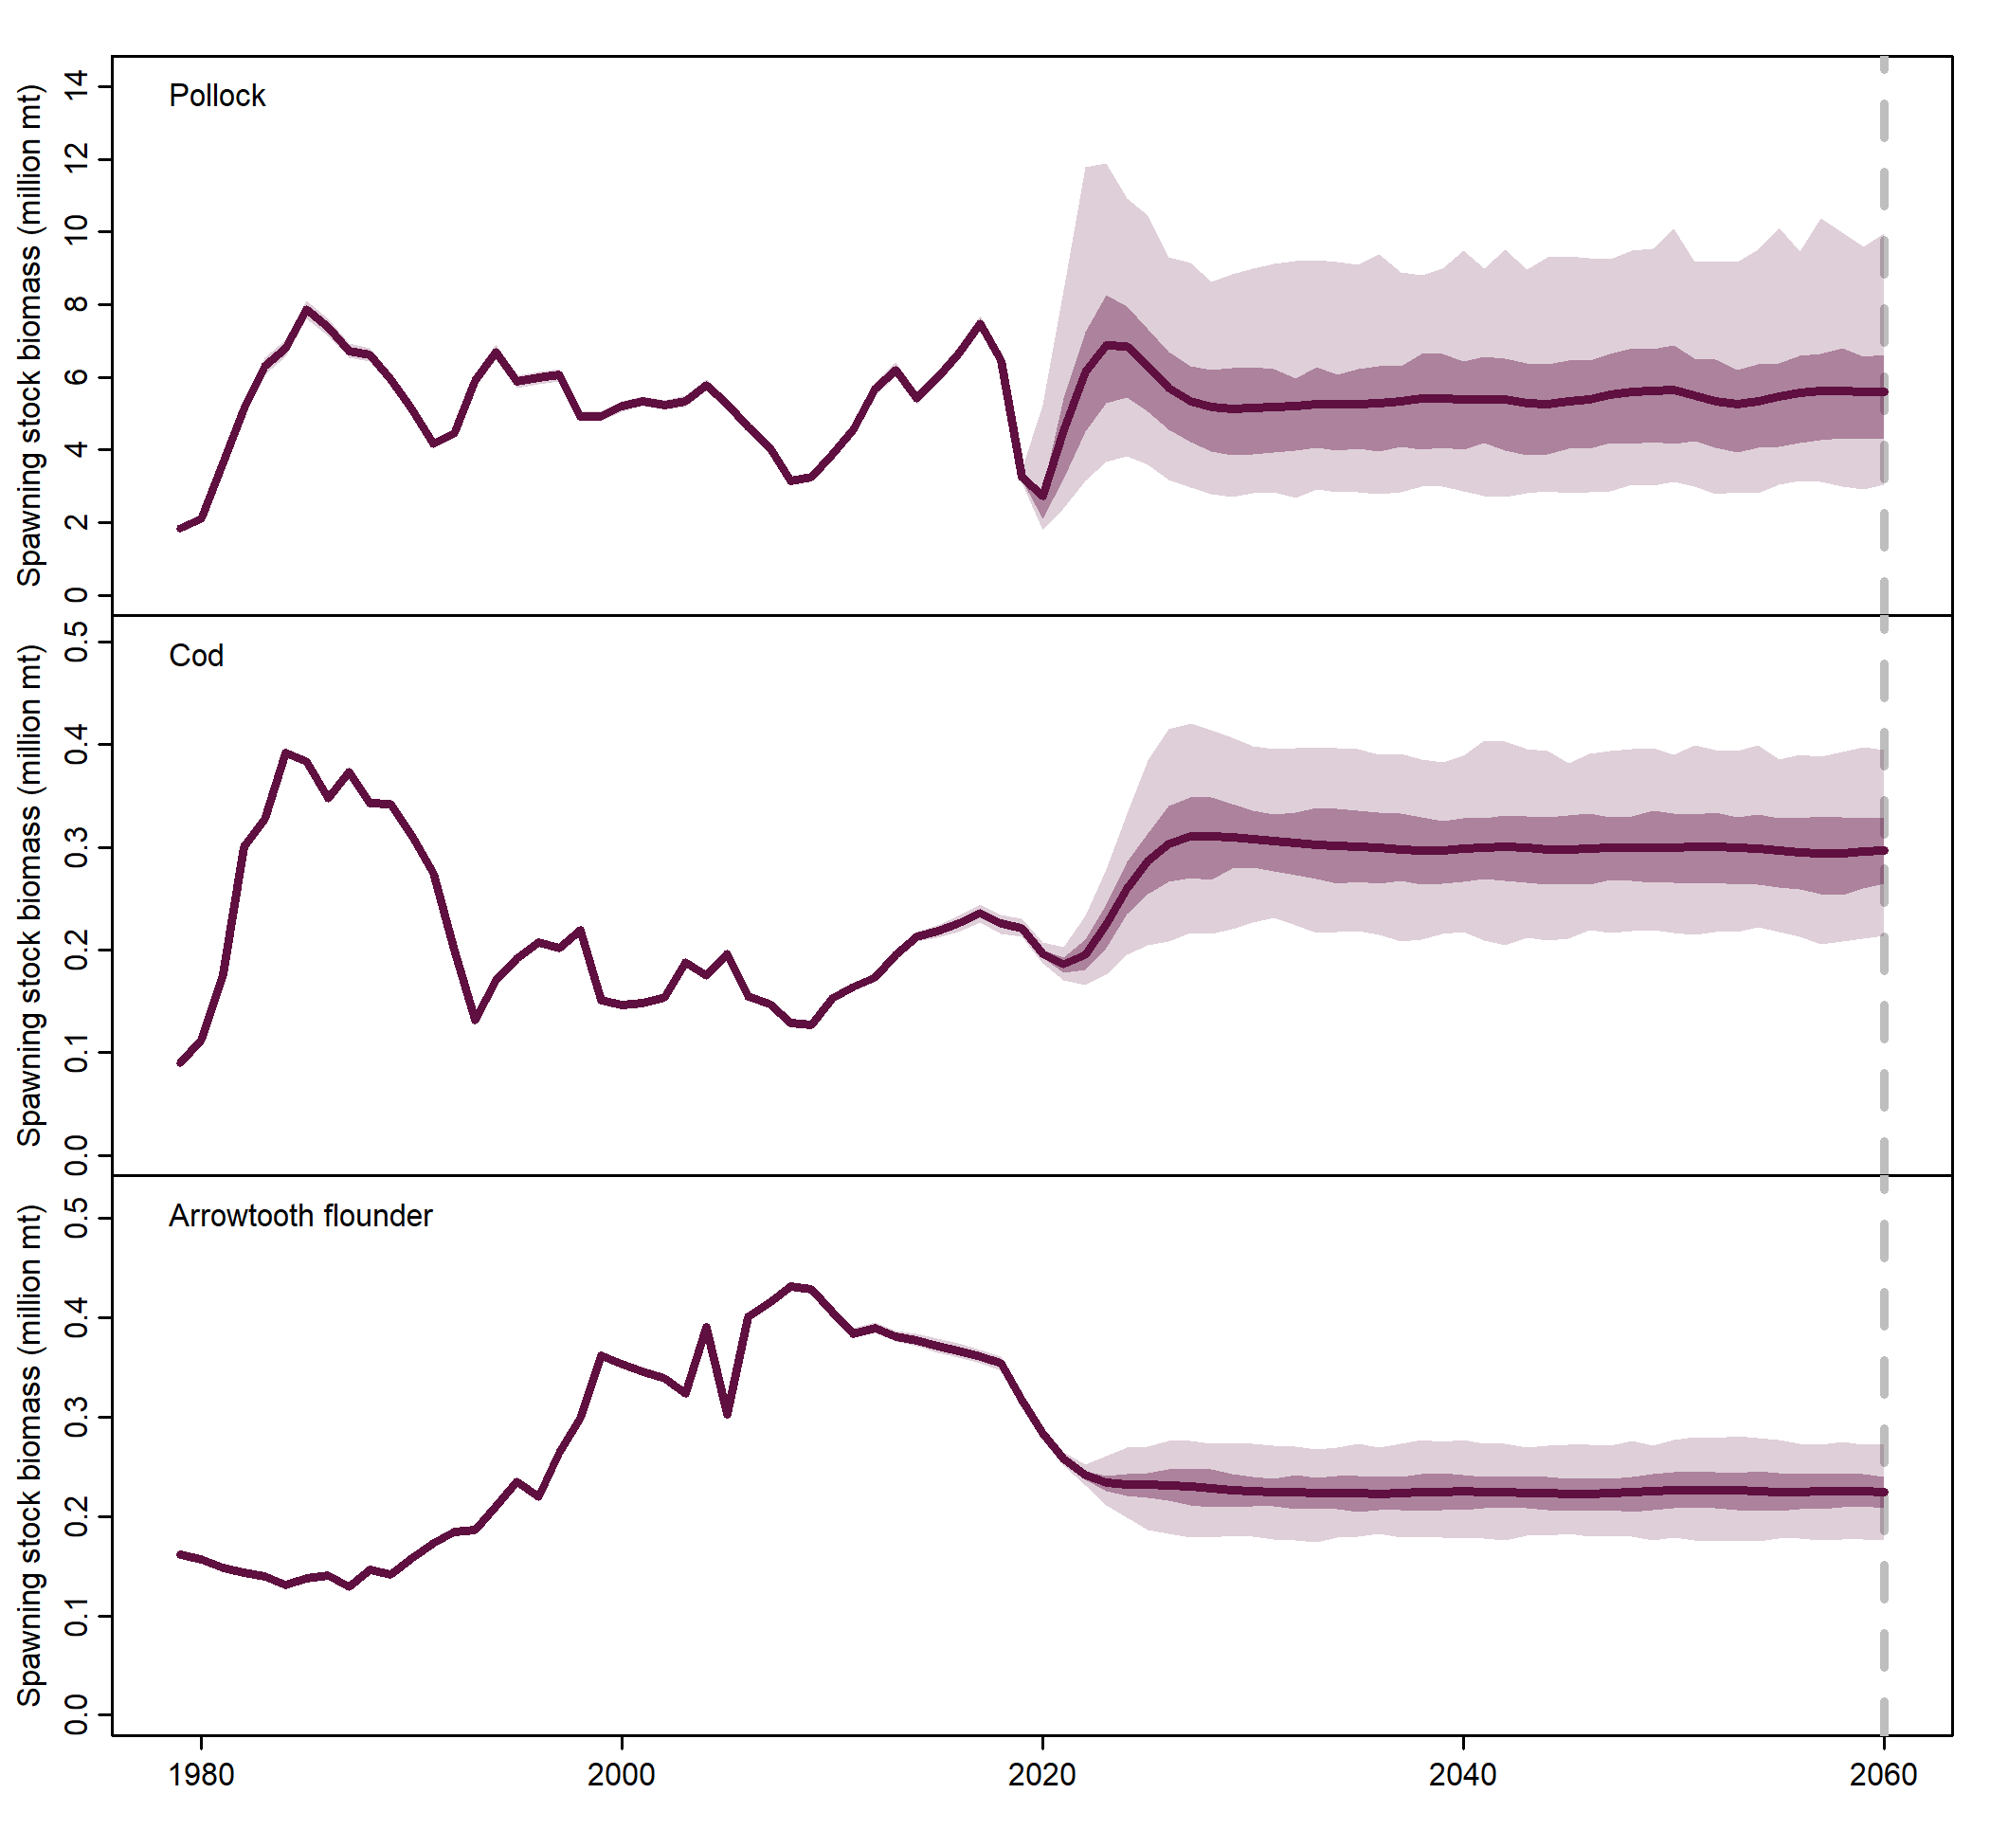 Pollock
Spawning stock biomass (million mt)
14
12
10
8
6
4
2
0
Cod
Spawning stock biomass (million mt)
0.5
0.4
0.3
0.2
0.1
0.0
Arrowtooth flounder
Spawning stock biomass (million mt)
0.5
0.4
0.3
0.2
0.1
0.0
1980 2000 2020 2040 2060